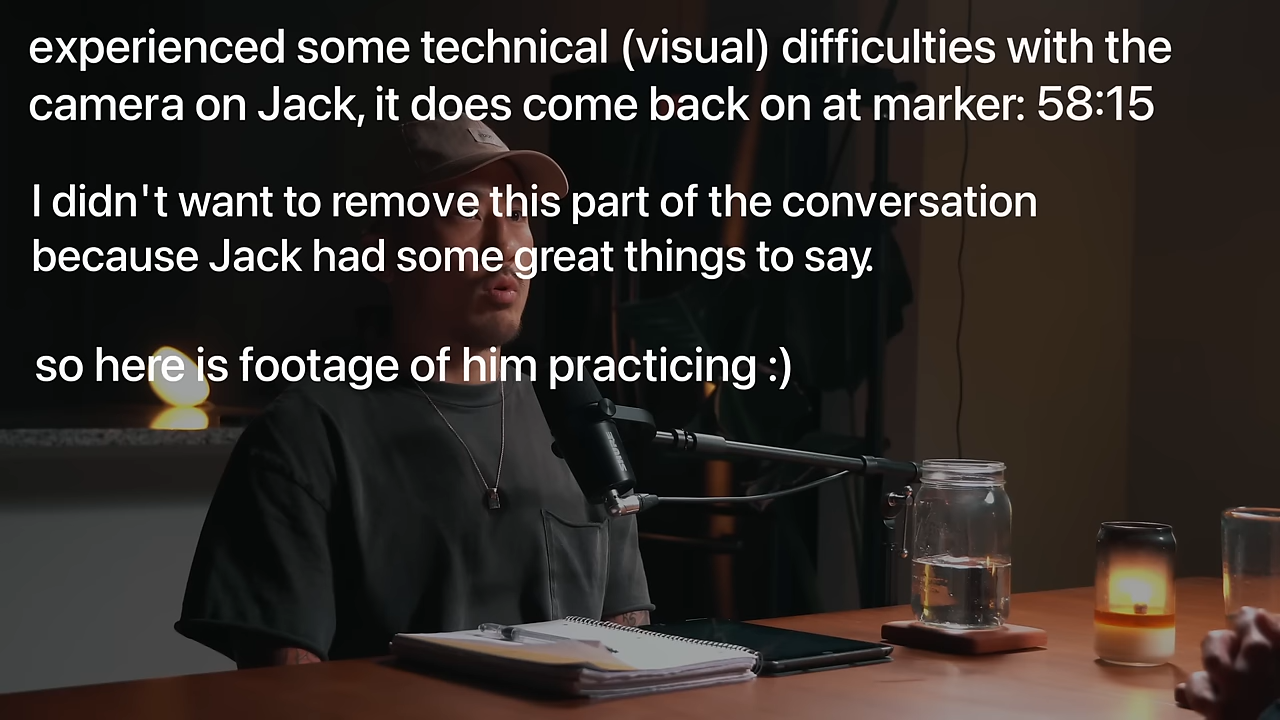 experienced some technical (visual) difficulties with the
camera on Jack, it does come back on at marker: 58:15
I didn't want to remove this part of the conversation
because Jack had some great things to say.
so here is footage of him practicing :)
SHURE